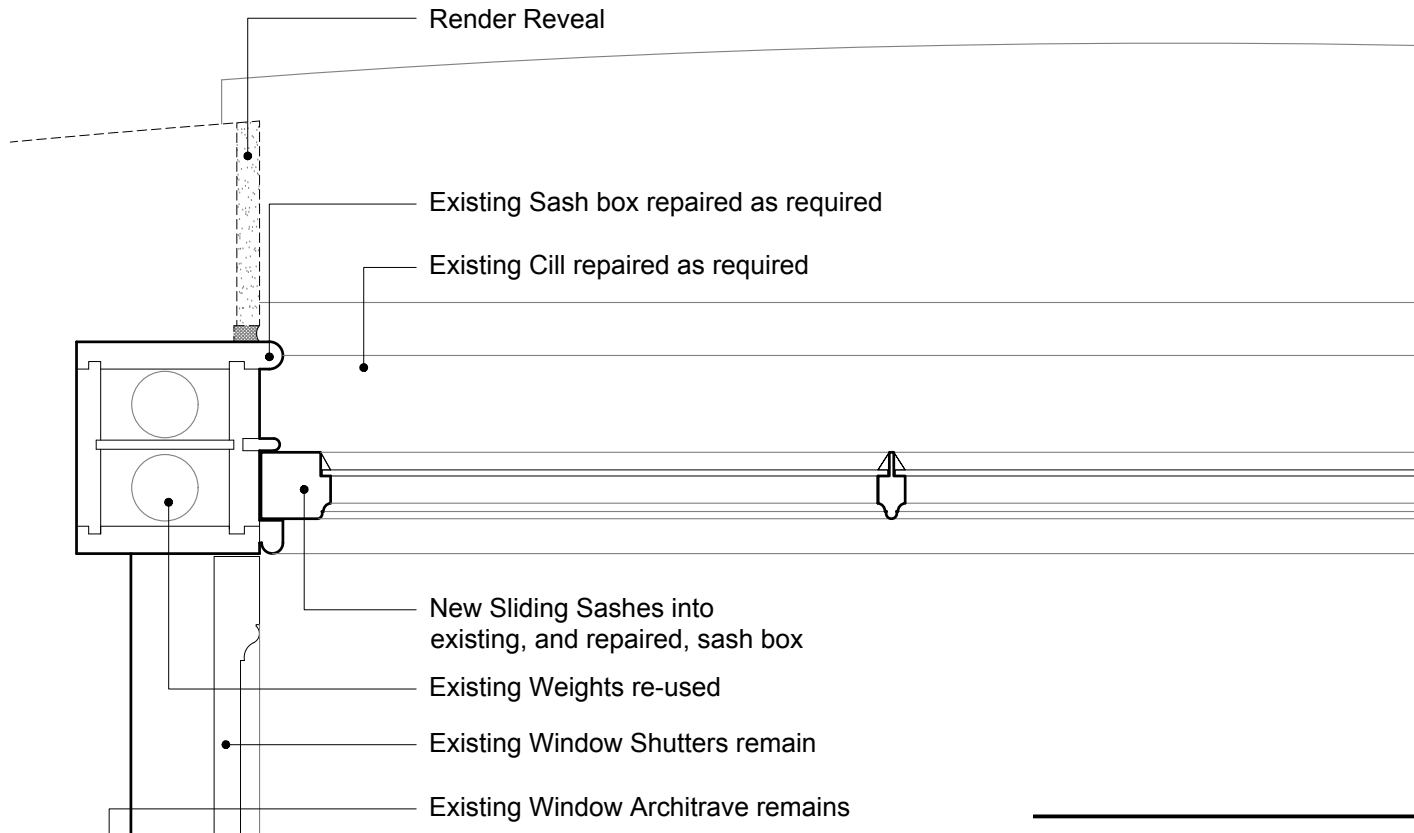 Render Reveal
Existing Sash box repaired as required
Existing Cill repaired as required
New Sliding Sashes into
existing, and repaired, sash box
Existing Weights re-used
Existing Window Shutters remain
Existing Window Architrave remains